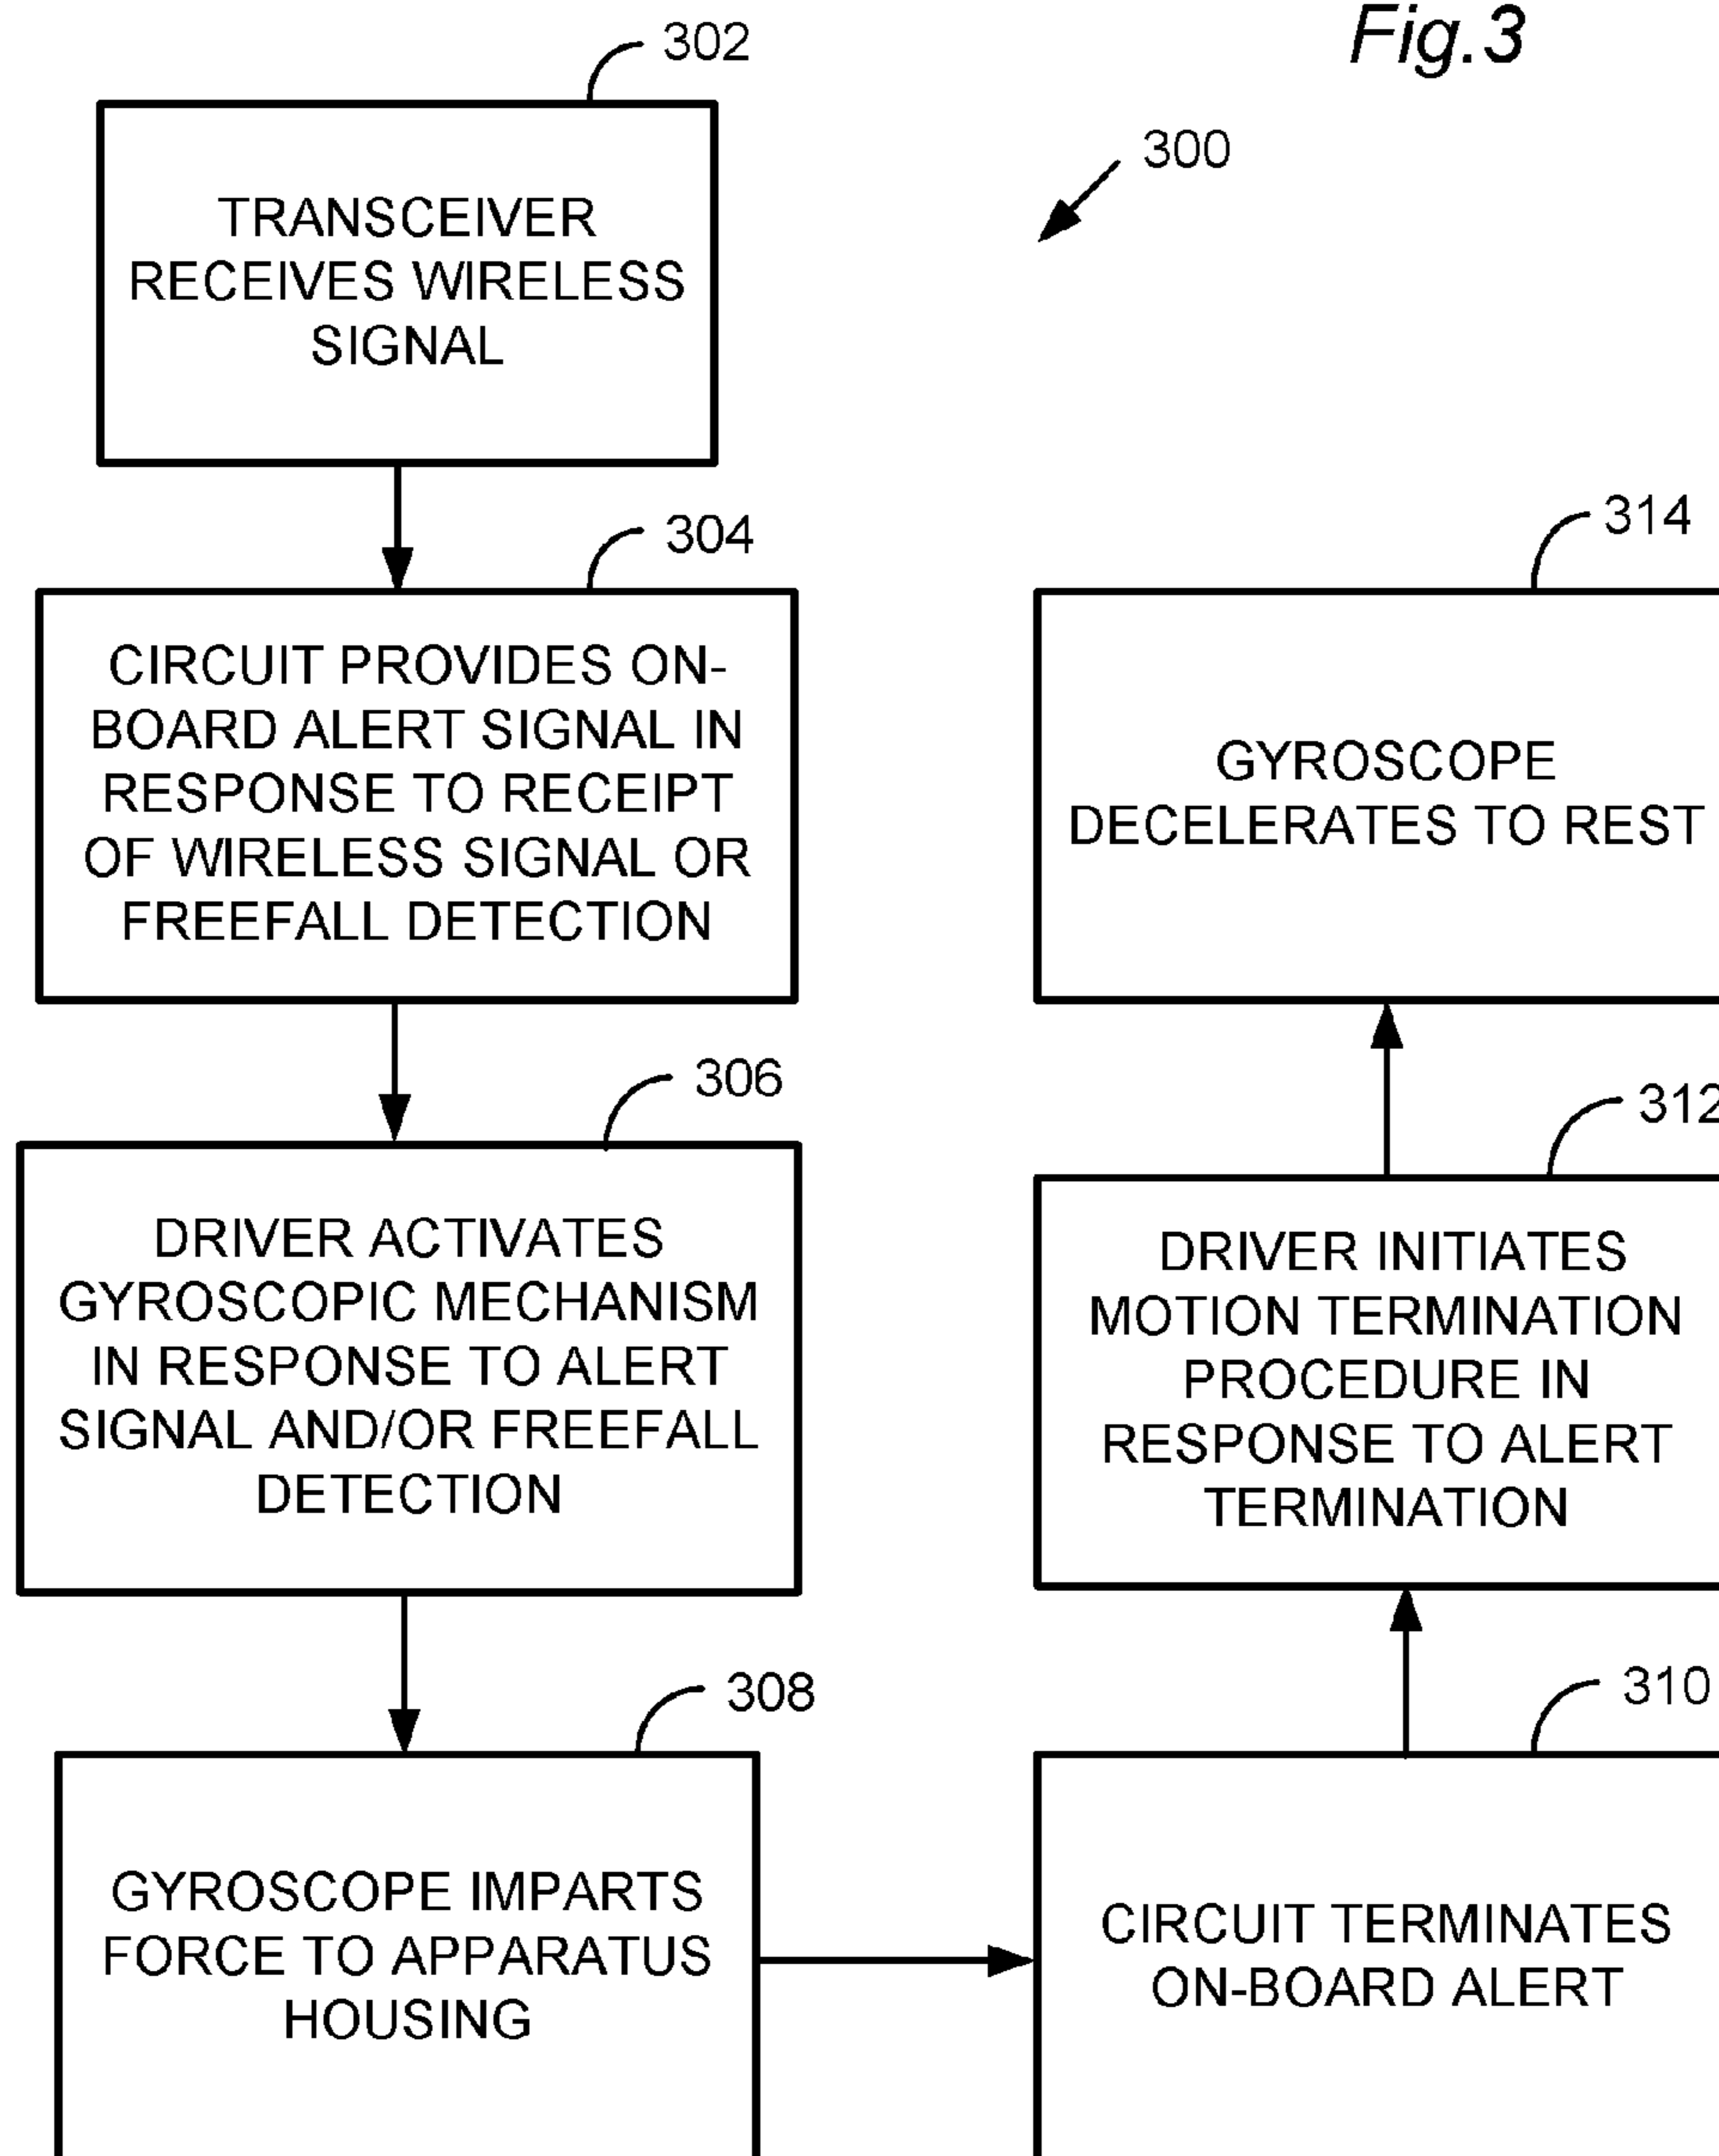 Fig.3
300
302
TRANSCEIVER
RECEIVES WIRELESS
SIGNAL
304
CIRCUIT PROVIDES ON-
BOARD ALERT SIGNAL IN
RESPONSE TO RECEIPT
OF WIRELESS SIGNAL OR
FREEFALL DETECTION
306
DRIVER ACTIVATES
GYROSCOPIC MECHANISM
IN RESPONSE TO ALERT
SIGNAL AND/OR FREEFALL
DETECTION
308
GYROSCOPE IMPARTS
FORCE TO APPARATUS
HOUSING
310
CIRCUIT TERMINATES
ON-BOARD ALERT
312
DRIVER INITIATES
MOTION TERMINATION
PROCEDURE IN
RESPONSE TO ALERT
TERMINATION
314
GYROSCOPE
DECELERATES TO REST